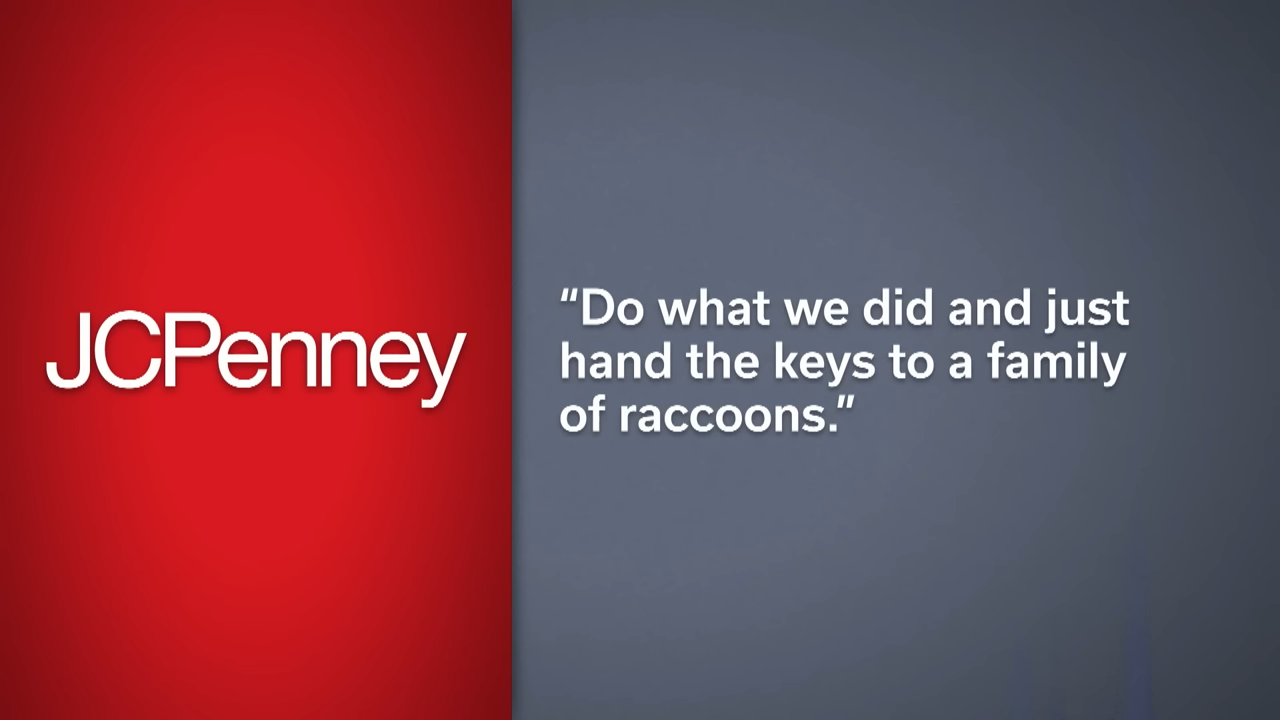 JCPenney
“Do what we did and just
hand the keys to a family
of raccoons.”